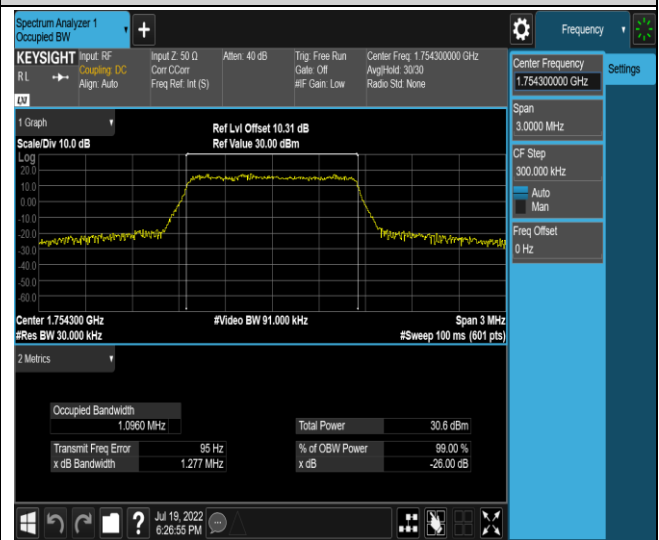 Spectrum Analyzer 1
Occupied BW
+
Frequency
KEYSIGHT
Input: RF
Input Z: 50 Ω
Atten: 40 dB
Trig: Free Run
Center Freq: 1.754300000 GHz
R L
Coupling: DC
Corr CCorr
Gate: Off
Avg|Hold: 30/30
Align: Auto
Freq Ref: Int (S)
#IF Gain: Low
Radio Std: None
LXI
Center Frequency
1.754300000 GHz
Settings
Span
3.0000 MHz
CF Step
300.000 kHz
Auto
Man
Freq Offset
0 Hz
1 Graph
Ref Lvl Offset 10.31 dB
Scale/Div 10.0 dB
Ref Value 30.00 dBm
Log
20.0
10.0
0.00
-10.0
-20.0
-30.0
-40.0
-50.0
-60.0
Center 1.754300 GHz
#Video BW 91.000 kHz
Span 3 MHz
#Res BW 30.000 kHz
#Sweep 100 ms (601 pts)
2 Metrics
Occupied Bandwidth
1.0960 MHz
Total Power 30.6 dBm
Transmit Freq Error 95 Hz
% of OBW Power 99.00 %
x dB Bandwidth 1.277 MHz
x dB -26.00 dB
?
Jul 19, 2022
6:26:55 PM